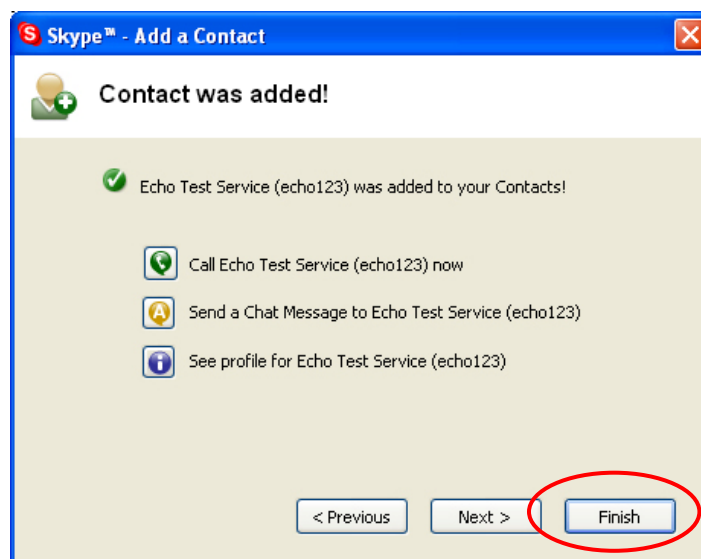 Skype™ - Add a Contact
Contact was added!
Echo Test Service (echo123) was added to your Contacts!
Call Echo Test Service (echo123) now
Send a Chat Message to Echo Test Service (echo123)
See profile for Echo Test Service (echo123)
< Previous Next > Finish